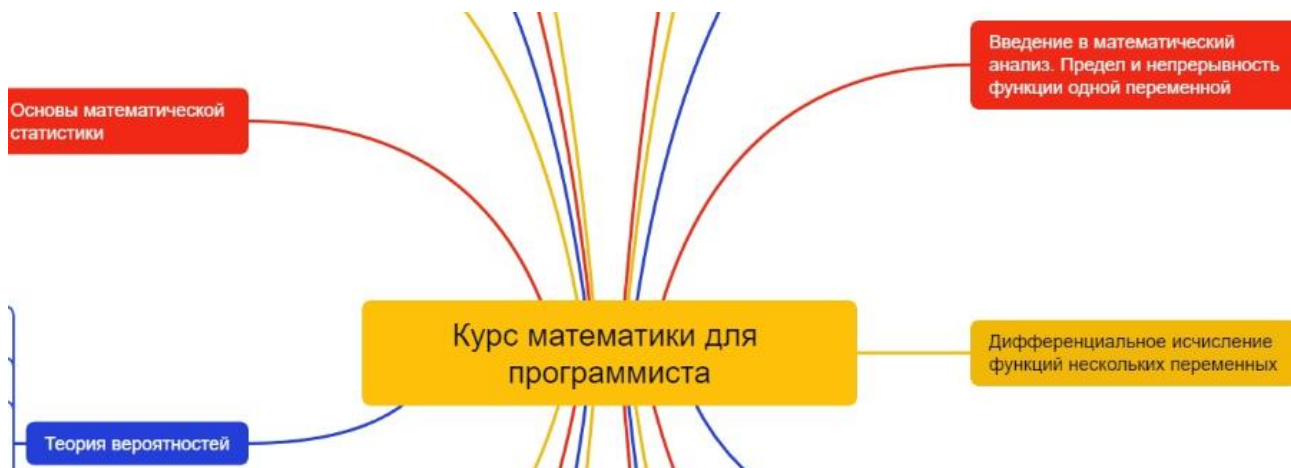 Введение в математический
анализ. Предел и непрерывность
функции одной переменной
Основы математической
статистики
Курс математики для
программиста
Дифференциальное исчисление
функций нескольких переменных
Теория вероятностей